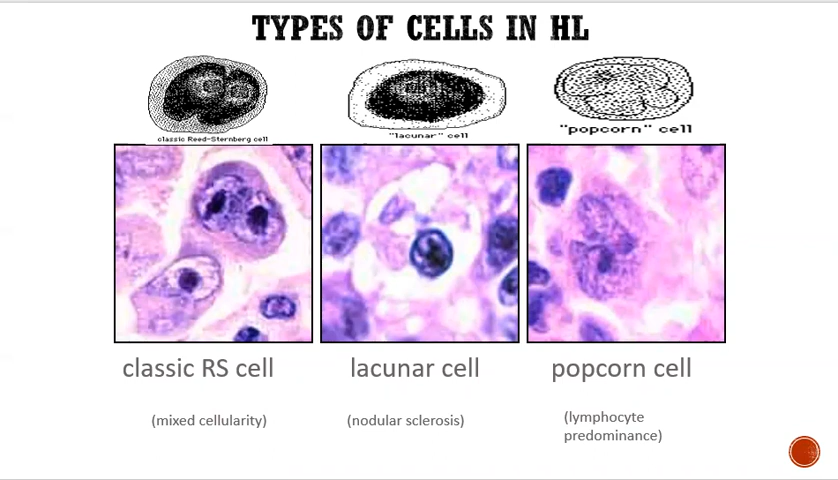 TYPES OF CELLS IN HL
classic Reed-Sternberg cell
"lacunar" cell
"popcorn" cell
classic RS cell
lacunar cell
popcorn cell
(mixed cellularity)
(nodular sclerosis)
(lymphocyte
predominance)